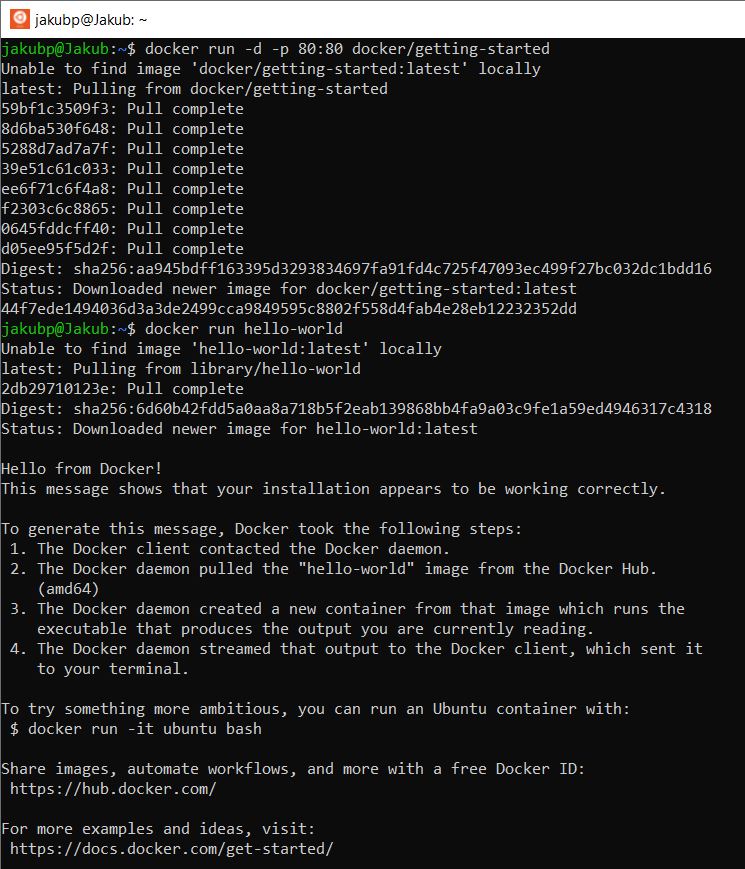 jakubp@Jakub: ~
jakubp@Jakub:~$ docker run -d -p 80:80 docker/getting-started
Unable to find image 'docker/getting-started:latest' locally
latest: Pulling from docker/getting-started
59bf1c3509f3: Pull complete
8d6ba530f648: Pull complete
5288d7ad7a7f: Pull complete
39e51c61c033: Pull complete
ee6f71c6f4a8: Pull complete
f2303c6c8865: Pull complete
0645fddcff40: Pull complete
d05ee95f5d2f: Pull complete
Digest: sha256:aa945bdff163395d3293834697fa91fd4c725f47093ec499f27bc032dc1bdd16
Status: Downloaded newer image for docker/getting-started:latest
44f7ede1494036d3a3de2499cca9849595c8802f558d4fab4e28eb12232352dd
jakubp@Jakub:~$ docker run hello-world
Unable to find image 'hello-world:latest' locally
latest: Pulling from library/hello-world
2db29710123e: Pull complete
Digest: sha256:6d60b42fdd5a0aa8a718b5f2eab139868bb4fa9a03c9fe1a59ed4946317c4318
Status: Downloaded newer image for hello-world:latest

Hello from Docker!
This message shows that your installation appears to be working correctly.

To generate this message, Docker took the following steps:
 1. The Docker client contacted the Docker daemon.
 2. The Docker daemon pulled the "hello-world" image from the Docker Hub.
    (amd64)
 3. The Docker daemon created a new container from that image which runs the
    executable that produces the output you are currently reading.
 4. The Docker daemon streamed that output to the Docker client, which sent it
    to your terminal.

To try something more ambitious, you can run an Ubuntu container with:
 $ docker run -it ubuntu bash

Share images, automate workflows, and more with a free Docker ID:
 https://hub.docker.com/

For more examples and ideas, visit:
 https://docs.docker.com/get-started/